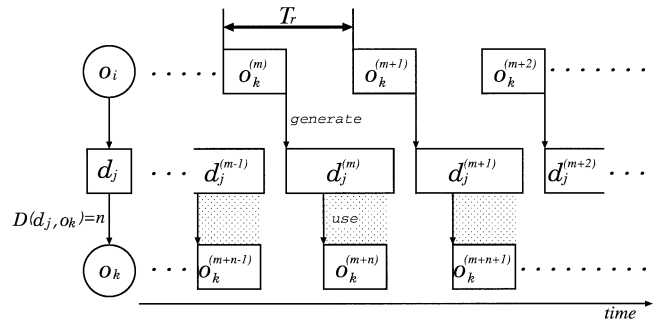 T_r
o_i ····· o_k^(m) o_k^(m+1) o_k^(m+2) ·······
generate
d_j ··· d_j^(m-1) d_j^(m) d_j^(m+1) d_j^(m+2) ···
D(d_j,o_k)=n use
o_k ··· o_k^(m+n-1) o_k^(m+n) o_k^(m+n+1) ········
time